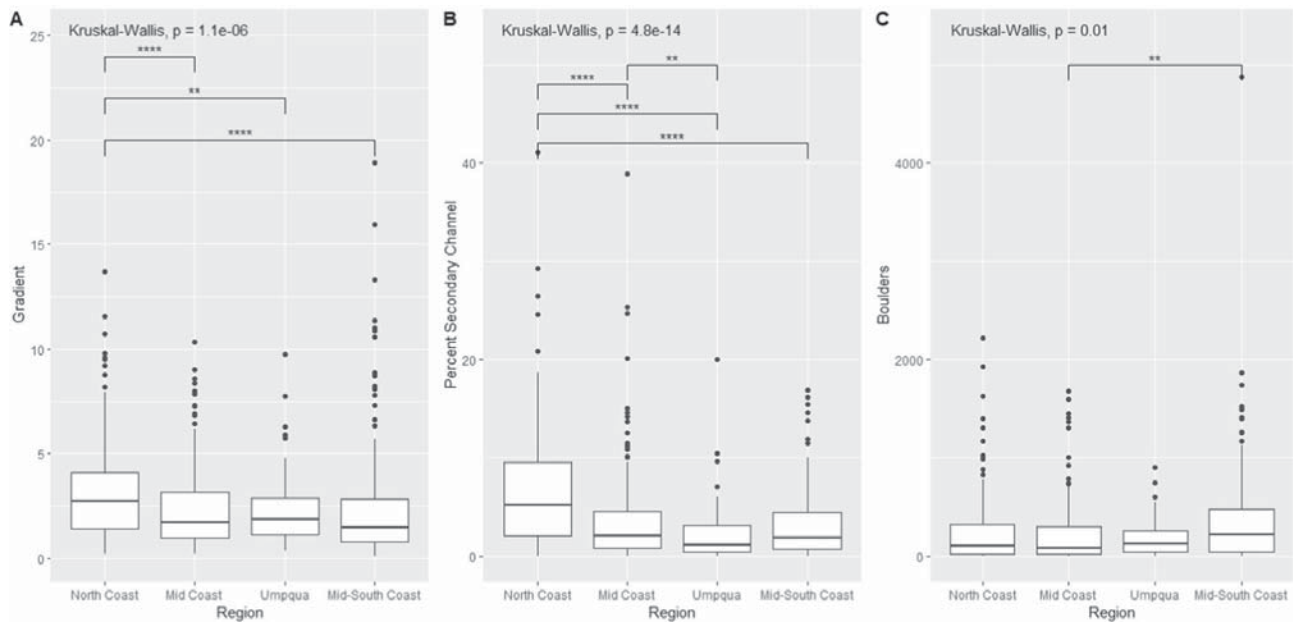 A
Kruskal-Wallis, p = 1.1e-06
****
**
****
25
20
15
10
5
0
Gradient
North Coast
Mid Coast
Umpqua
Mid-South Coast
Region
B
Kruskal-Wallis, p = 4.8e-14
**
****
****
****
40
20
0
Percent Secondary Channel
North Coast
Mid Coast
Umpqua
Mid-South Coast
Region
C
Kruskal-Wallis, p = 0.01
**
4000
2000
0
Boulders
North Coast
Mid Coast
Umpqua
Mid-South Coast
Region